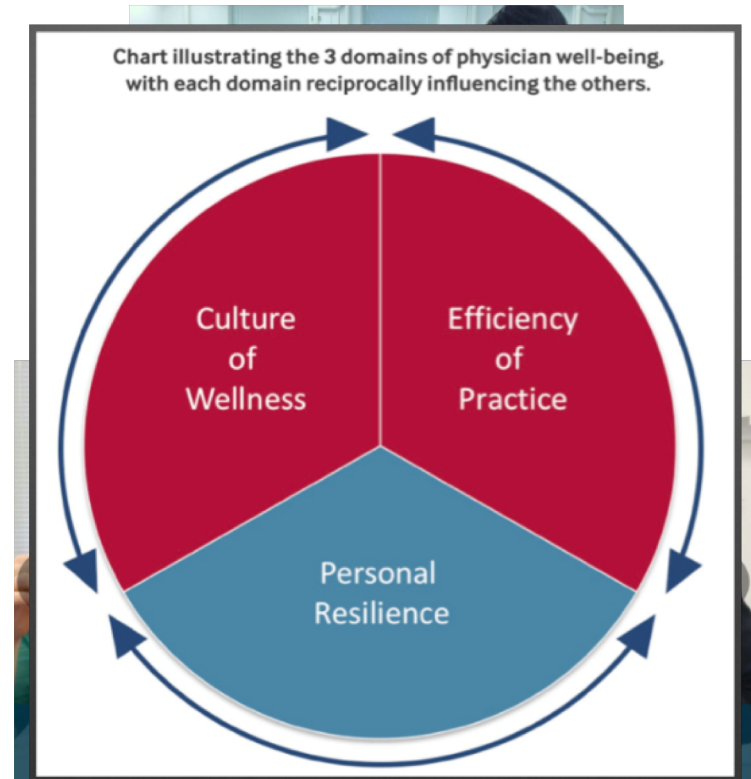 Chart illustrating the 3 domains of physician well-being,
with each domain reciprocally influencing the others.
Culture
of
Wellness
Efficiency
of
Practice
Personal
Resilience